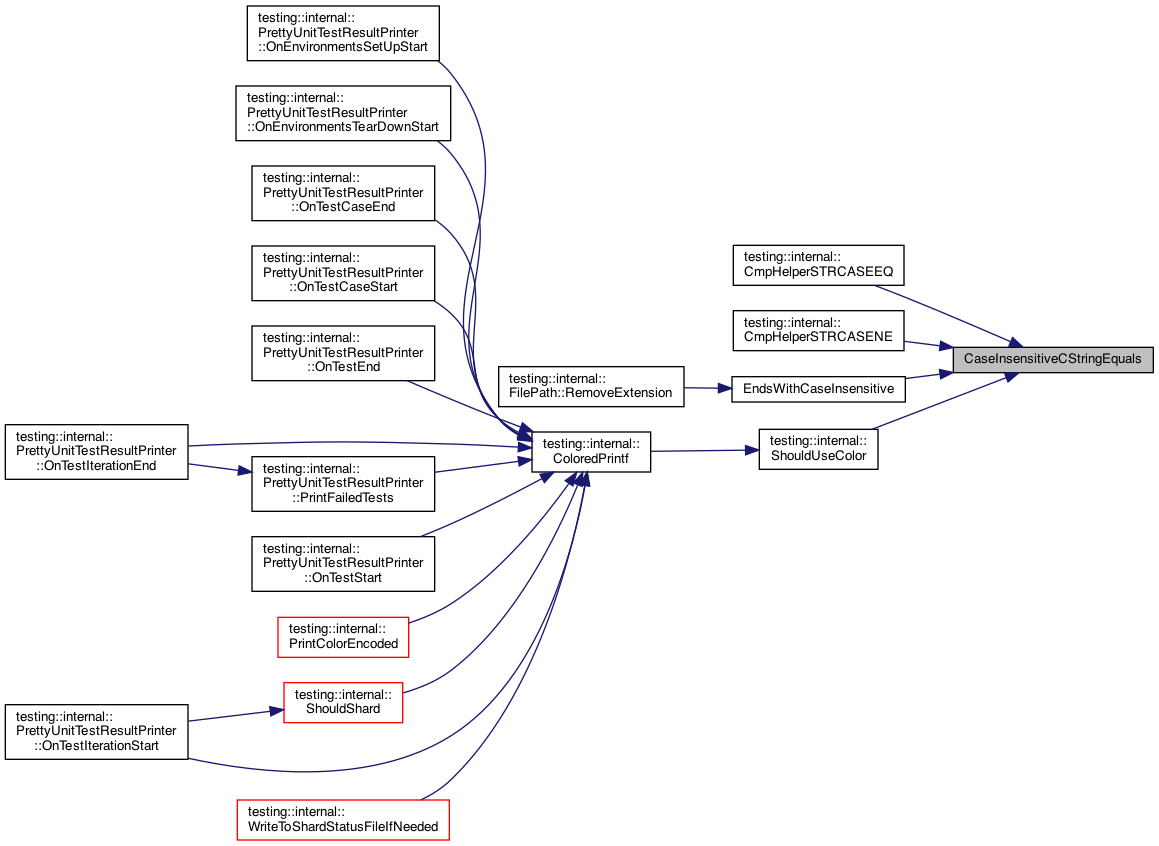 testing::internal::
PrettyUnitTestResultPrinter
::OnEnvironmentsSetUpStart
testing::internal::
PrettyUnitTestResultPrinter
::OnEnvironmentsTearDownStart
testing::internal::
PrettyUnitTestResultPrinter
::OnTestCaseEnd
testing::internal::
PrettyUnitTestResultPrinter
::OnTestCaseStart
testing::internal::
PrettyUnitTestResultPrinter
::OnTestEnd
testing::internal::
PrettyUnitTestResultPrinter
::OnTestIterationEnd
testing::internal::
PrettyUnitTestResultPrinter
::PrintFailedTests
testing::internal::
PrettyUnitTestResultPrinter
::OnTestStart
testing::internal::
PrintColorEncoded
testing::internal::
ShouldShard
testing::internal::
PrettyUnitTestResultPrinter
::OnTestIterationStart
testing::internal::
WriteToShardStatusFileIfNeeded
testing::internal::
FilePath::RemoveExtension
testing::internal::
ColoredPrintf
testing::internal::
CmpHelperSTRCASEEQ
testing::internal::
CmpHelperSTRCASENE
EndsWithCaseInsensitive
testing::internal::
ShouldUseColor
CaseInsensitiveCStringEquals